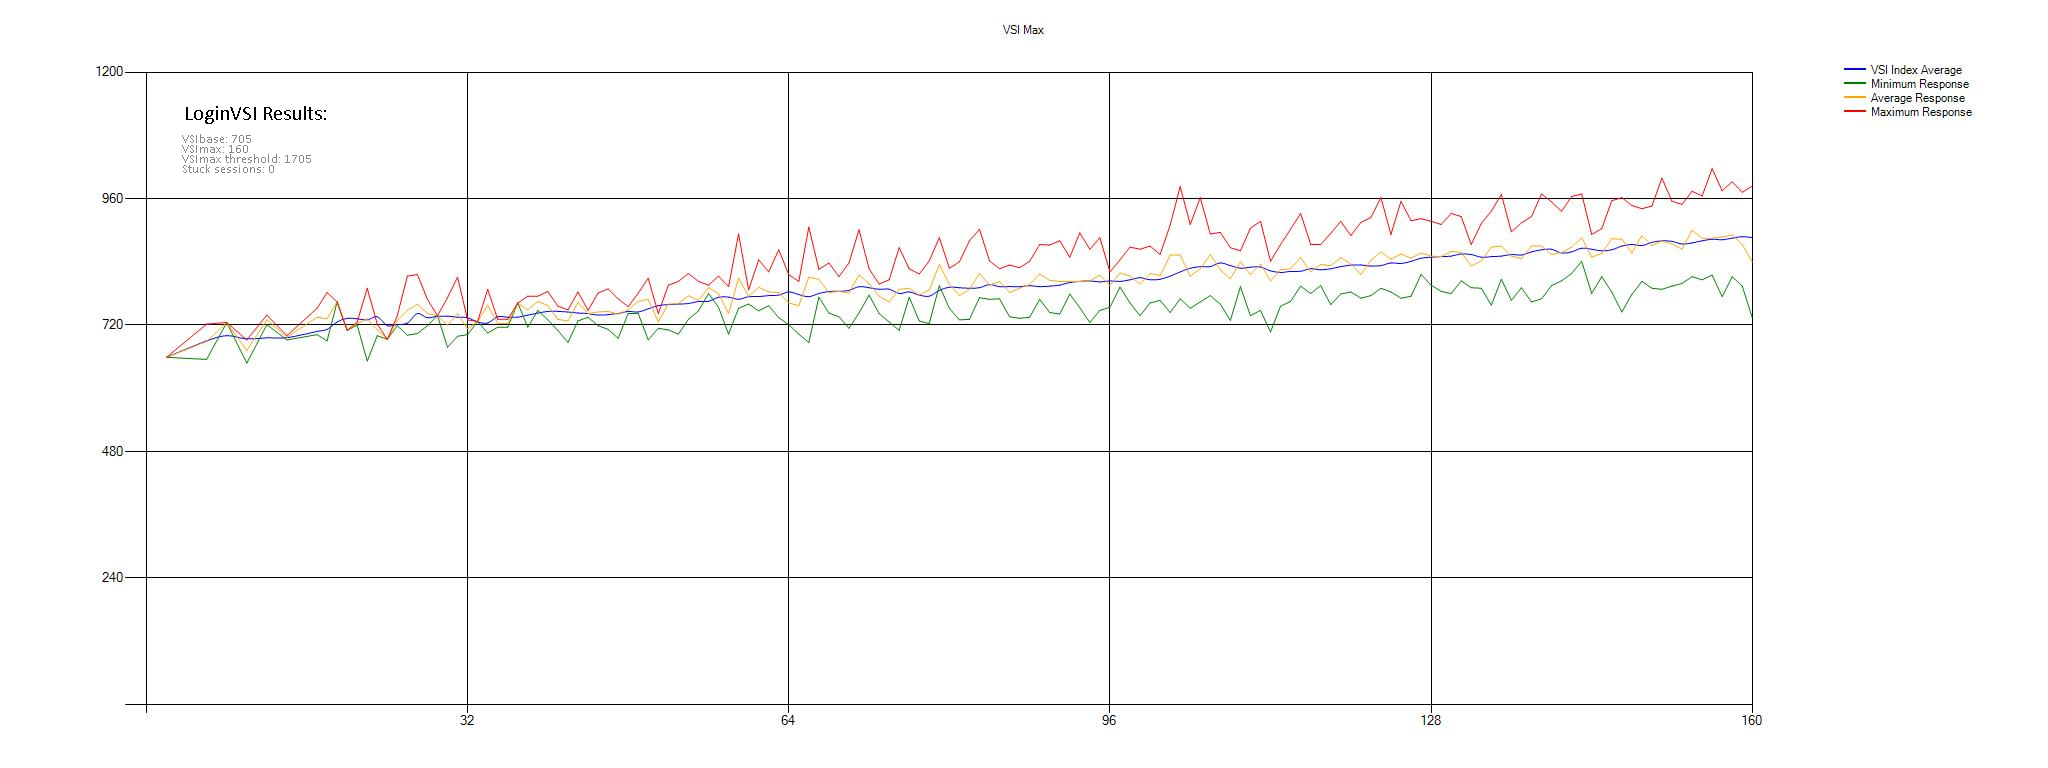 VSI Max
1200
960
720
480
240
32
64
96
128
160
LoginVSI Results:
VSIbase: 705
VSImax: 160
VSImax threshold: 1705
Stuck sessions: 0
VSI Index Average
Minimum Response
Average Response
Maximum Response